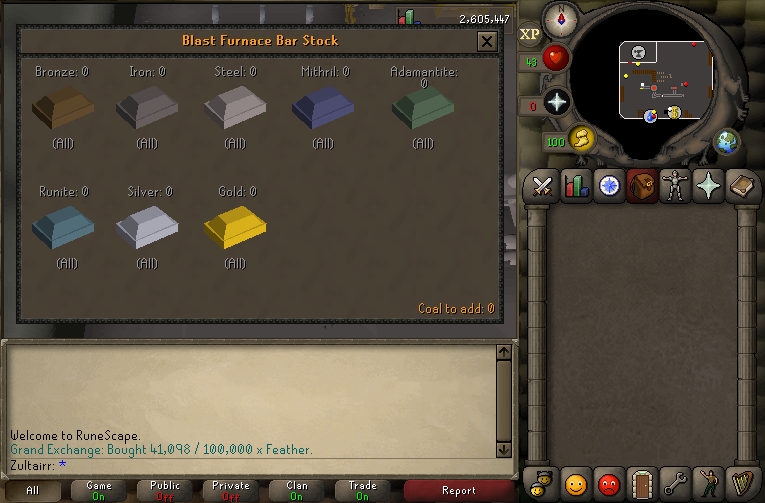 2,605,447
Blast Furnace Bar Stock
XP
Bronze: 0
Iron: 0
Steel: 0
Mithril: 0
Adamantite:
0
43
(All)
(All)
(All)
(All)
(All)
0
100
Runite: 0
Silver: 0
Gold: 0
(All)
(All)
(All)
Coal to add: 0
Welcome to RuneScape.
Grand Exchange: Bought 41,098 / 100,000 x Feather.
Zultairr: *
All
Game
On
Public
Off
Private
Off
Clan
On
Trade
On
Report